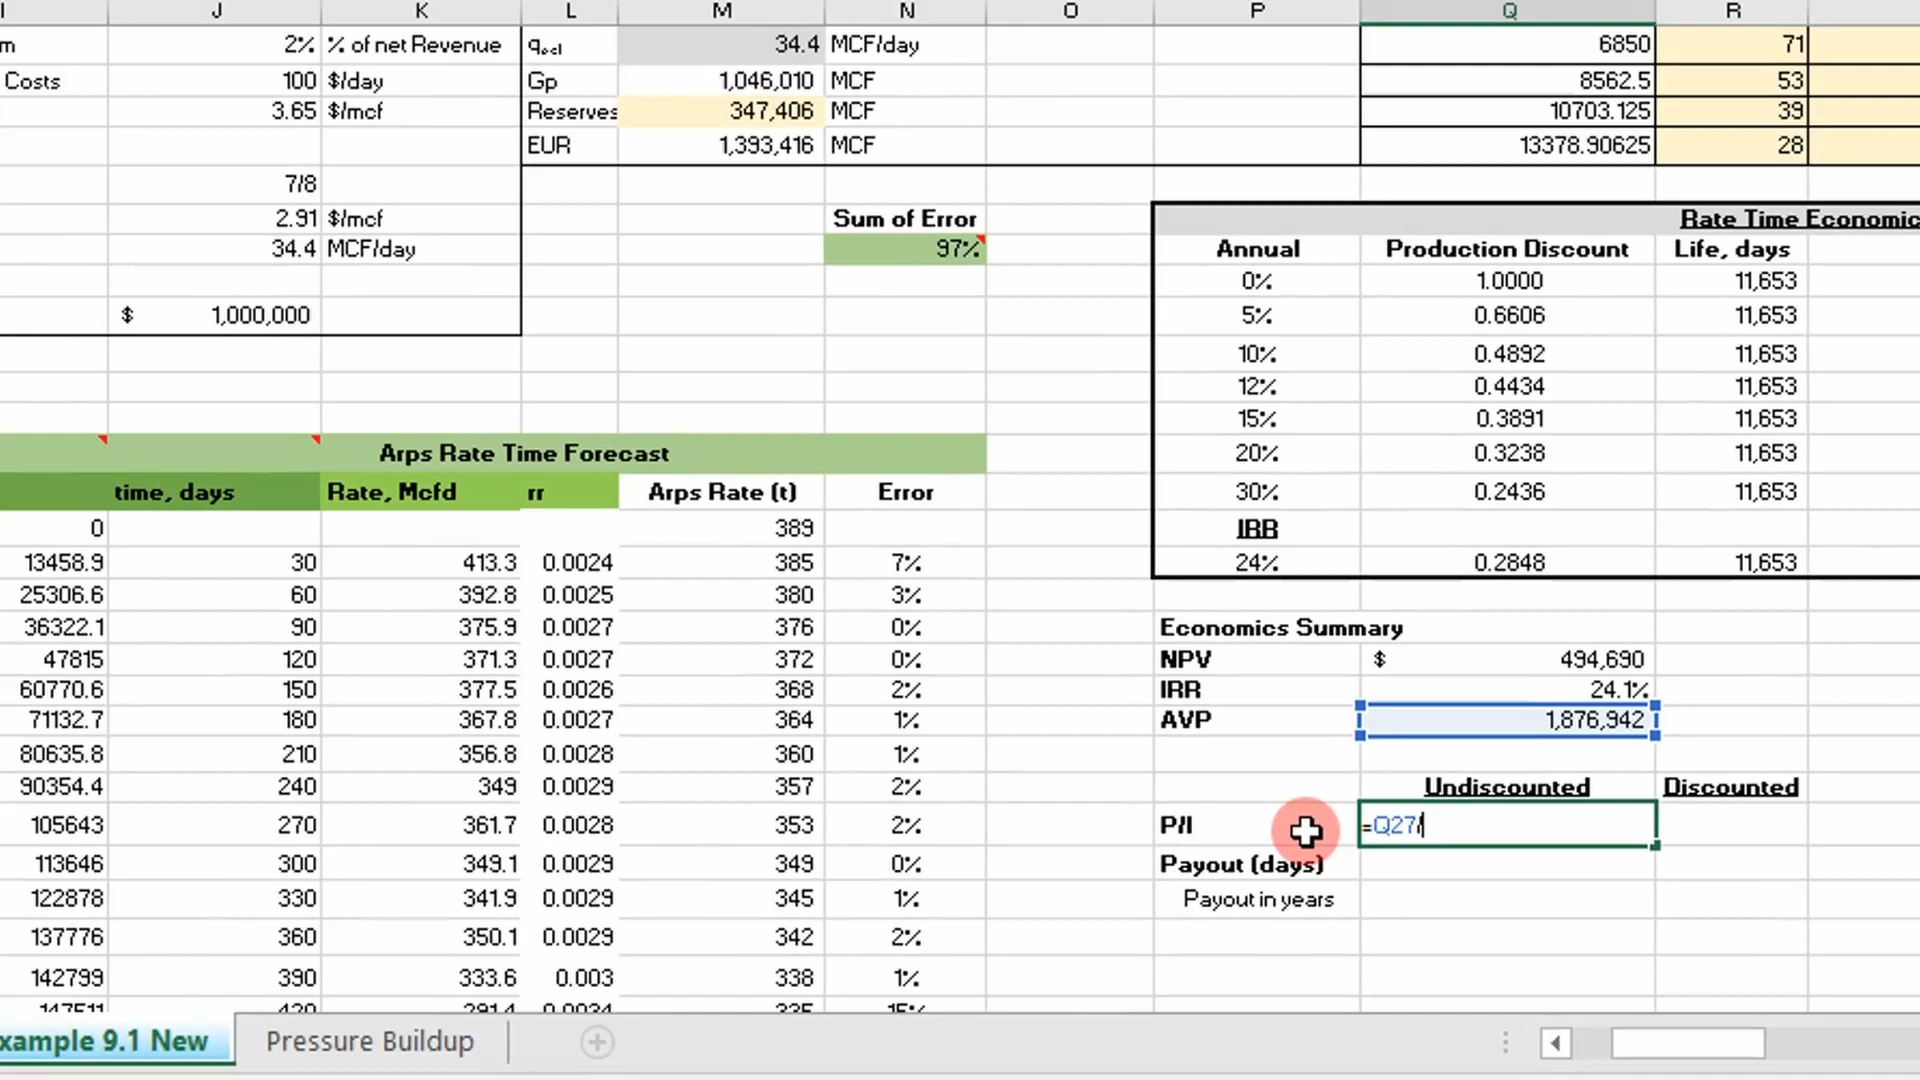 I J K L M N O P Q R
m 2% % of net Revenue qecl 34.4 MCF/day 6850 71
Costs 100 $/day Gp 1,046,010 MCF 8562.5 53
3.65 $/mcf Reserves 347,406 MCF 10703.125 39
EUR 1,393,416 MCF 13378.90625 28
7/8
2.91 $/mcf Sum of Error Rate Time Economic
34.4 MCF/day 97% Annual Production Discount Life, days
0% 1.0000 11,653
$ 1,000,000 5% 0.6606 11,653
10% 0.4892 11,653
12% 0.4434 11,653
15% 0.3891 11,653
Arps Rate Time Forecast 20% 0.3238 11,653
time, days Rate, Mcfd rr Arps Rate (t) Error 30% 0.2436 11,653
0 389 IRR
13458.9 30 413.3 0.0024 385 7% 24% 0.2848 11,653
25306.6 60 392.8 0.0025 380 3%
36322.1 90 375.9 0.0027 376 0% Economics Summary
47815 120 371.3 0.0027 372 0% NPV $ 494,690
60770.6 150 377.5 0.0026 368 2% IRR 24.1%
71132.7 180 367.8 0.0027 364 1% AVP 1,876,942
80635.8 210 356.8 0.0028 360 1%
90354.4 240 349 0.0029 357 2% Undiscounted Discounted
105643 270 361.7 0.0028 353 2% P/I =Q27/
113646 300 349.1 0.0029 349 0% Payout (days)
122878 330 341.9 0.0029 345 1% Payout in years
137776 360 350.1 0.0029 342 2%
142799 390 333.6 0.003 338 1%
147511 420 291.4 0.0034 335 15%
xample 9.1 New Pressure Buildup